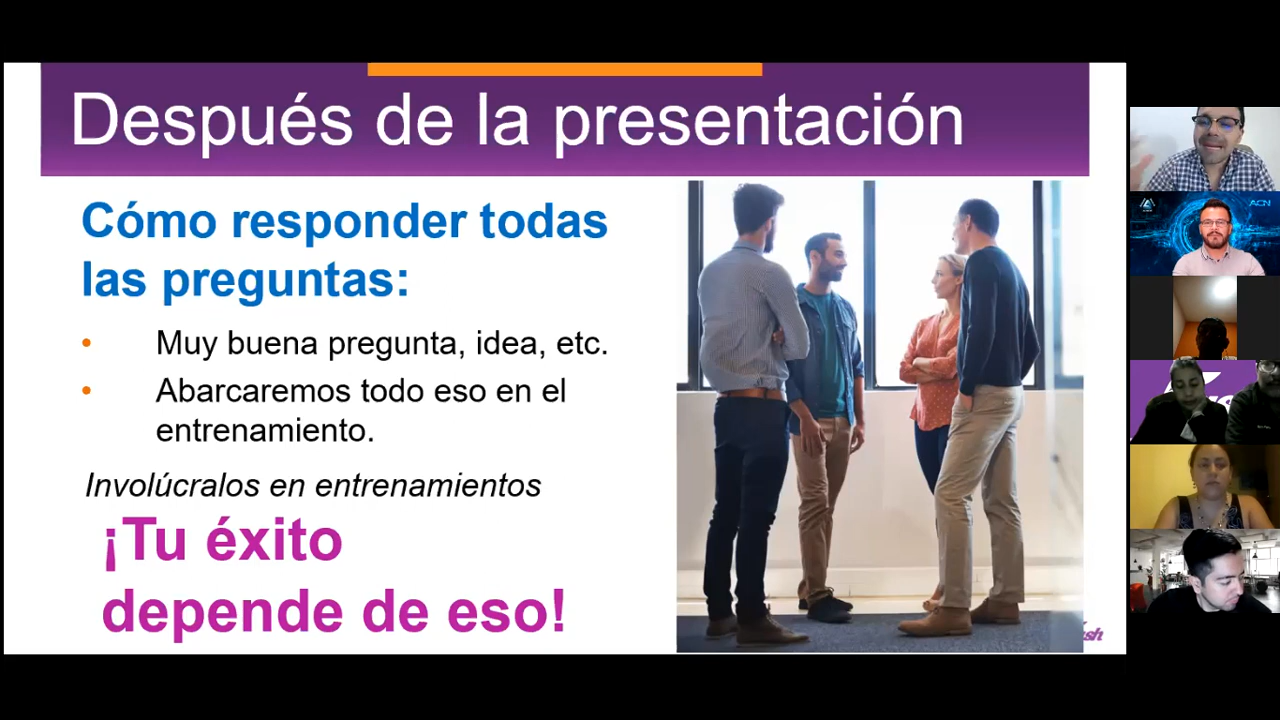 Después de la presentación
Cómo responder todas
las preguntas:
• Muy buena pregunta, idea, etc.
• Abarcaremos todo eso en el
entrenamiento.
Involúcralos en entrenamientos
¡Tu éxito
depende de eso!
ACN